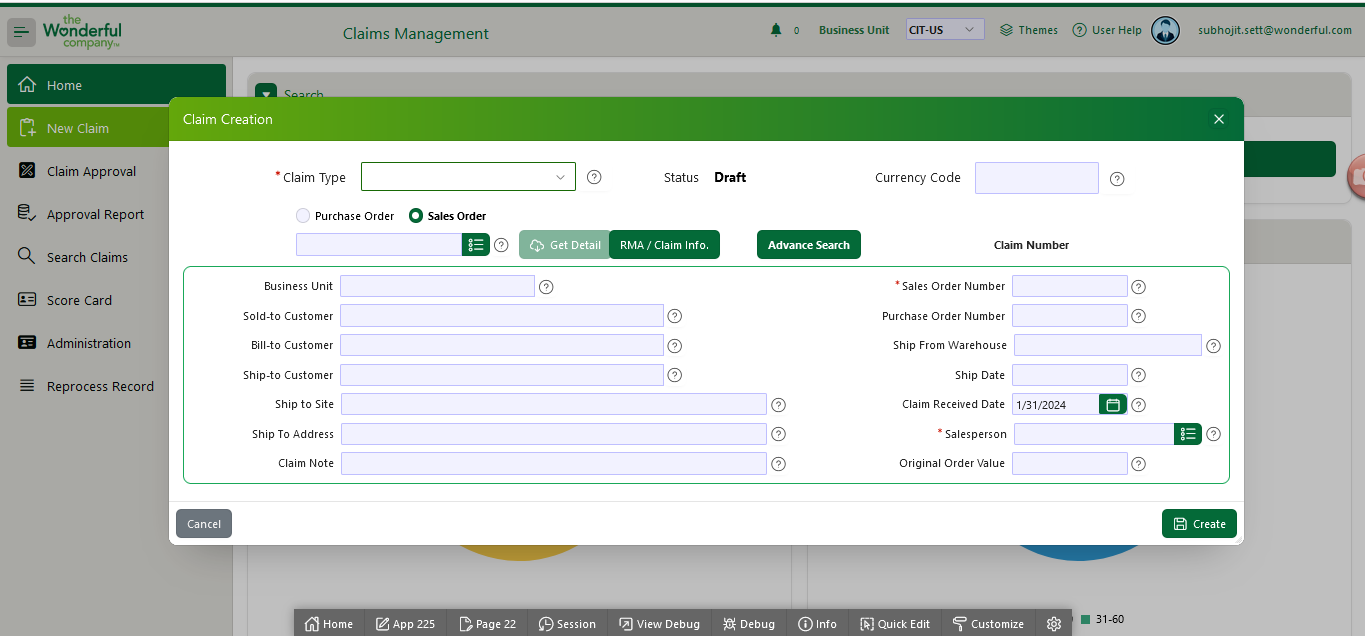 the
Wonderful
company™
Claims Management
0
Business Unit
CIT-US
Themes
User Help
subhojit.sett@wonderful.com
Home
New Claim
Claim Approval
Approval Report
Search Claims
Score Card
Administration
Reprocess Record
Search
Claim Creation
* Claim Type
Status Draft
Currency Code
Purchase Order Sales Order
Get Detail RMA / Claim Info. Advance Search Claim Number
Business Unit
* Sales Order Number
Sold-to Customer
Purchase Order Number
Bill-to Customer
Ship From Warehouse
Ship-to Customer
Ship Date
Ship to Site
Claim Received Date 1/31/2024
Ship To Address
* Salesperson
Claim Note
Original Order Value
Cancel
Create
31-60
Home App 225 Page 22 Session View Debug Debug Info Quick Edit Customize